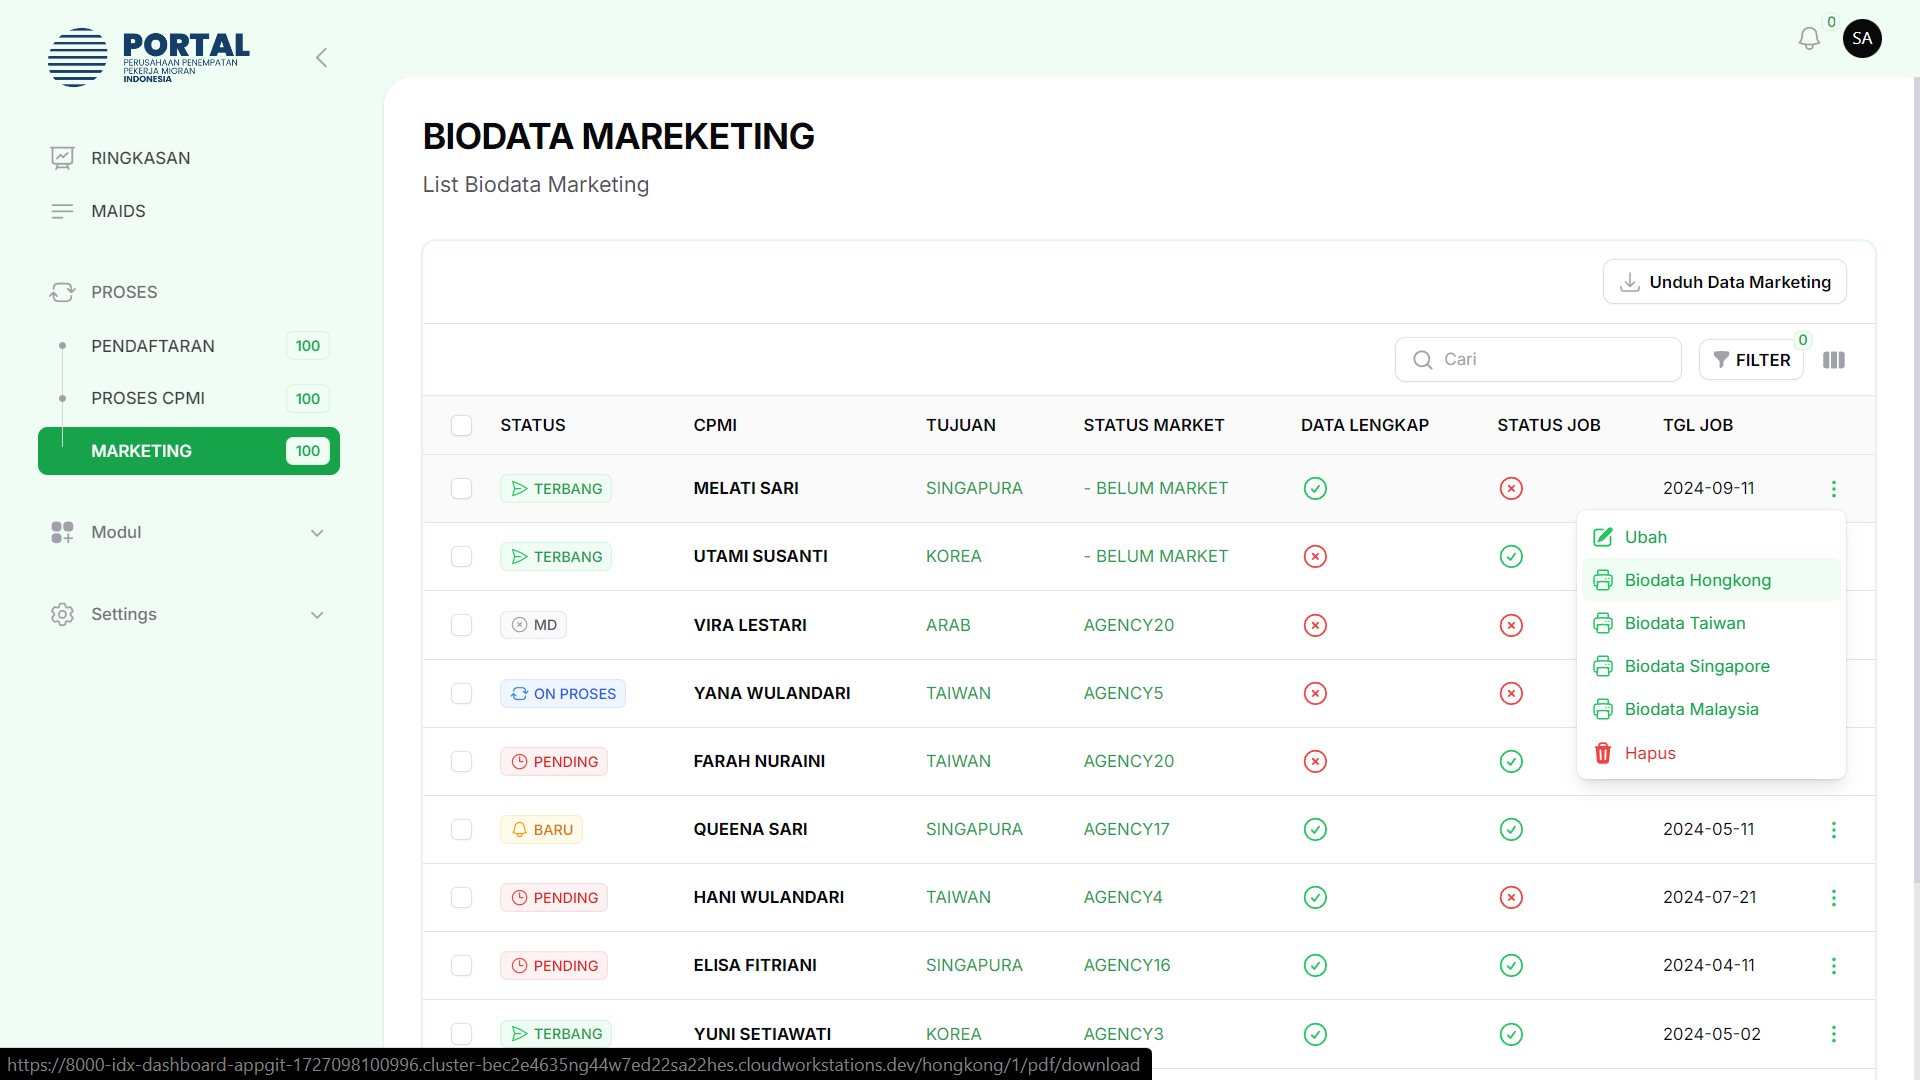 PORTAL
PERUSAHAAN PENEMPATAN
PEKERJA MIGRAN
INDONESIA
0
SA
RINGKASAN
MAIDS
PROSES
PENDAFTARAN 100
PROSES CPMI 100
MARKETING 100
Modul
Settings
BIODATA MAREKETING
List Biodata Marketing
Unduh Data Marketing
Cari
FILTER 0
STATUS CPMI TUJUAN STATUS MARKET DATA LENGKAP STATUS JOB TGL JOB
TERBANG MELATI SARI SINGAPURA - BELUM MARKET 2024-09-11
TERBANG UTAMI SUSANTI KOREA - BELUM MARKET
MD VIRA LESTARI ARAB AGENCY20
ON PROSES YANA WULANDARI TAIWAN AGENCY5
PENDING FARAH NURAINI TAIWAN AGENCY20
BARU QUEENA SARI SINGAPURA AGENCY17 2024-05-11
PENDING HANI WULANDARI TAIWAN AGENCY4 2024-07-21
PENDING ELISA FITRIANI SINGAPURA AGENCY16 2024-04-11
TERBANG YUNI SETIAWATI KOREA AGENCY3 2024-05-02
Ubah
Biodata Hongkong
Biodata Taiwan
Biodata Singapore
Biodata Malaysia
Hapus
https://8000-idx-dashboard-appgit-1727098100996.cluster-bec2e4635ng44w7ed22sa22hes.cloudworkstations.dev/hongkong/1/pdf/download